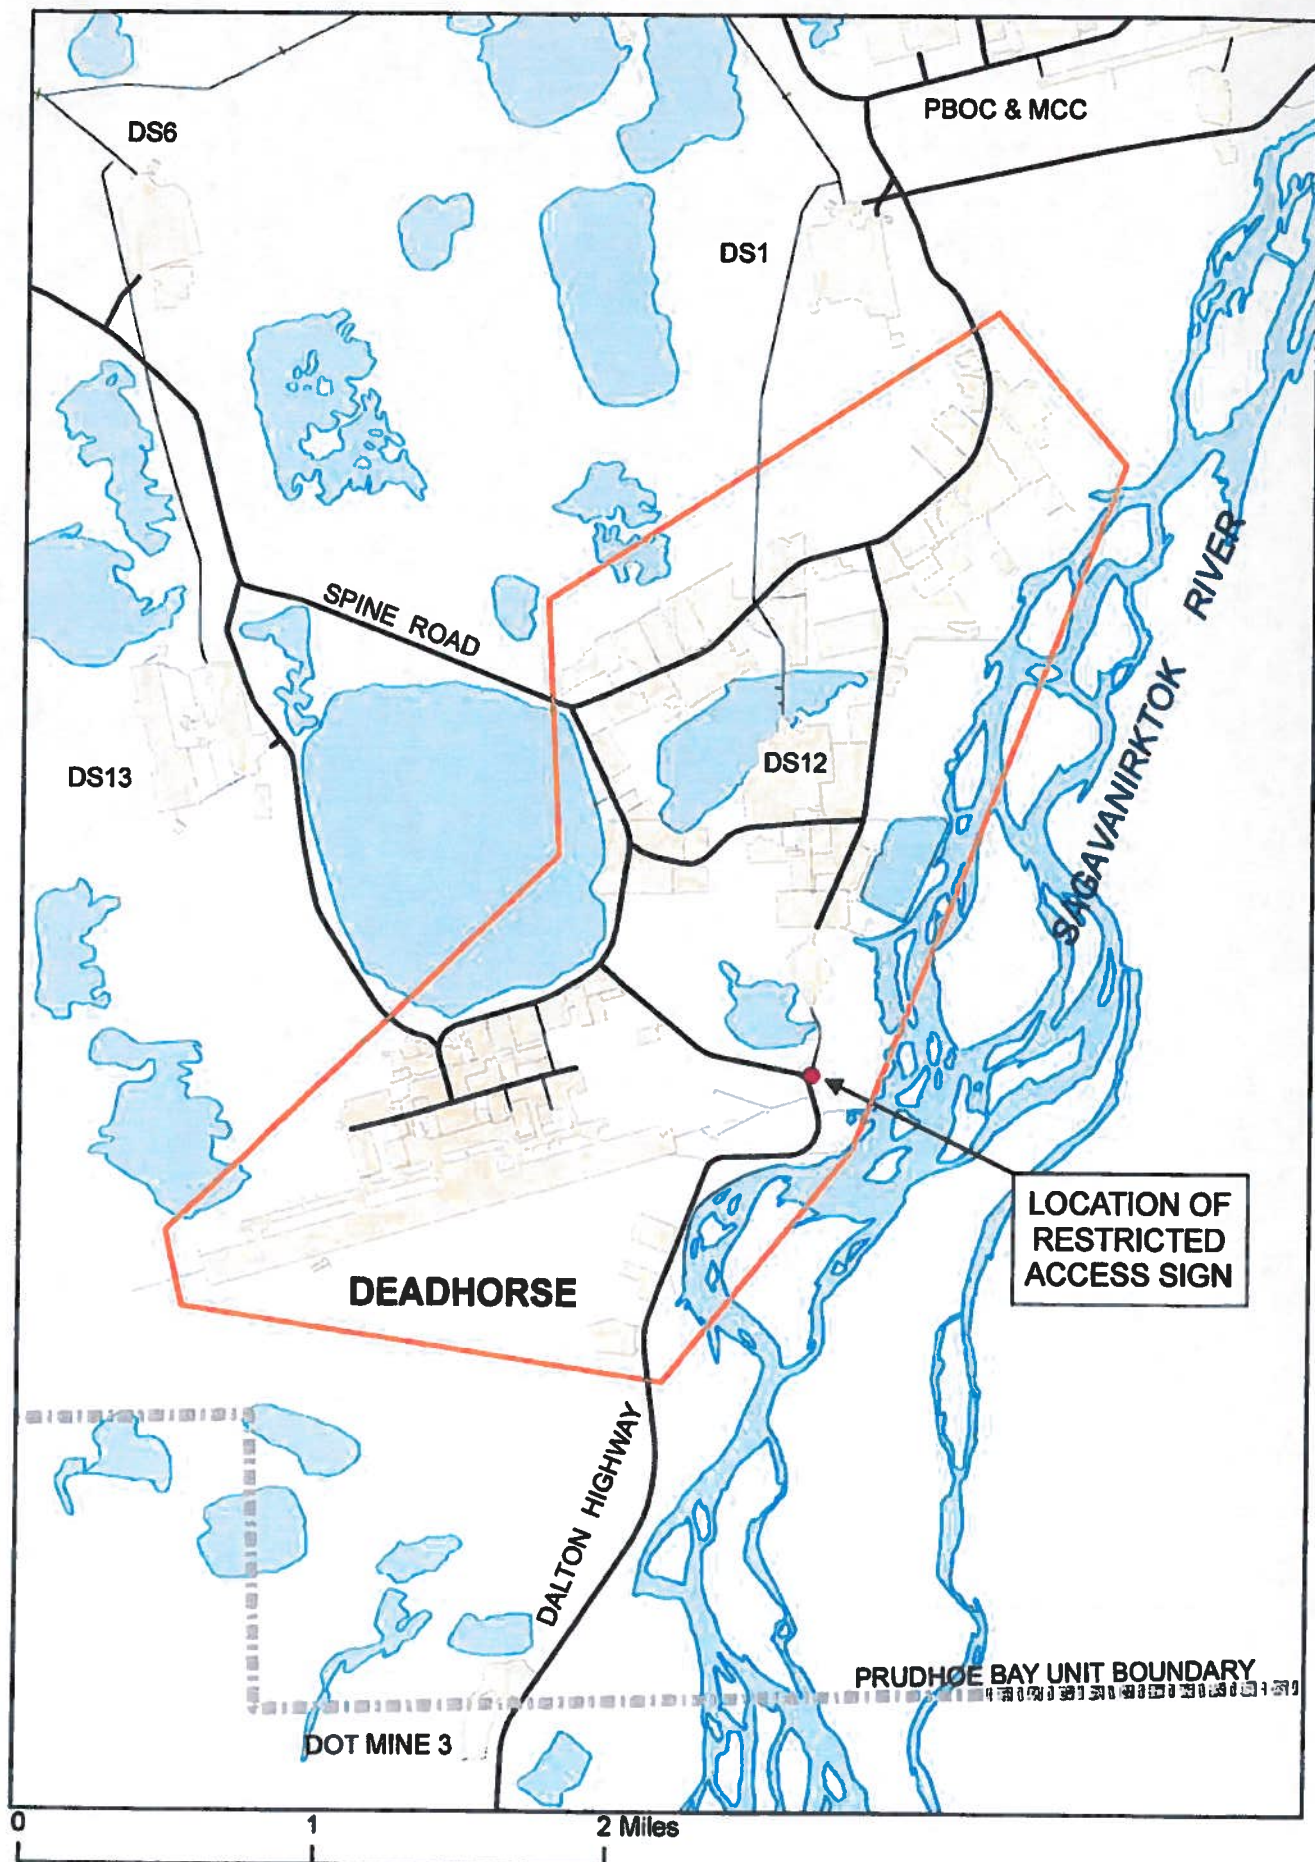 PBOC & MCC
DS6
DS1
SPINE ROAD
RIVER
SAGAVANIRKTOK
DS13
DS12
LOCATION OF
RESTRICTED
ACCESS SIGN
DEADHORSE
DALTON HIGHWAY
PRUDHOE BAY UNIT BOUNDARY
DOT MINE 3
0 1 2 Miles